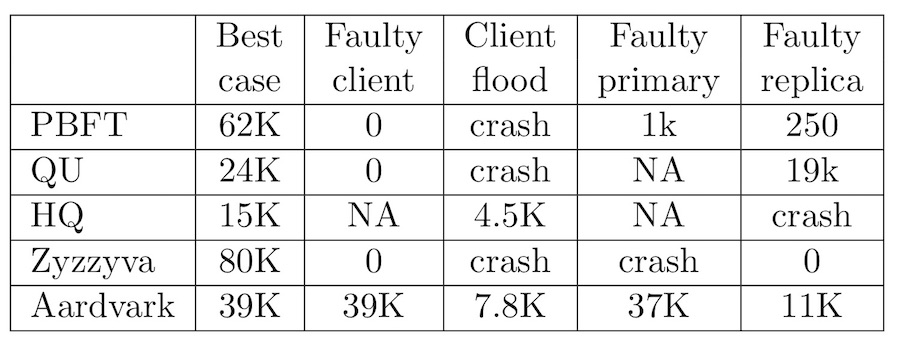 Best case Faulty client Client flood Faulty primary Faulty replica
PBFT 62K 0 crash 1k 250
QU 24K 0 crash NA 19k
HQ 15K NA 4.5K NA crash
Zyzzyva 80K 0 crash crash 0
Aardvark 39K 39K 7.8K 37K 11K